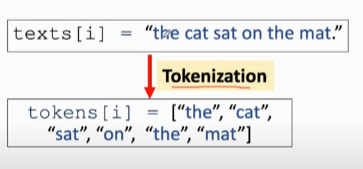 texts[i] = “the cat sat on the mat.”
Tokenization
tokens[i] = [“the”, “cat”,
“sat”, “on”, “the”, “mat”]